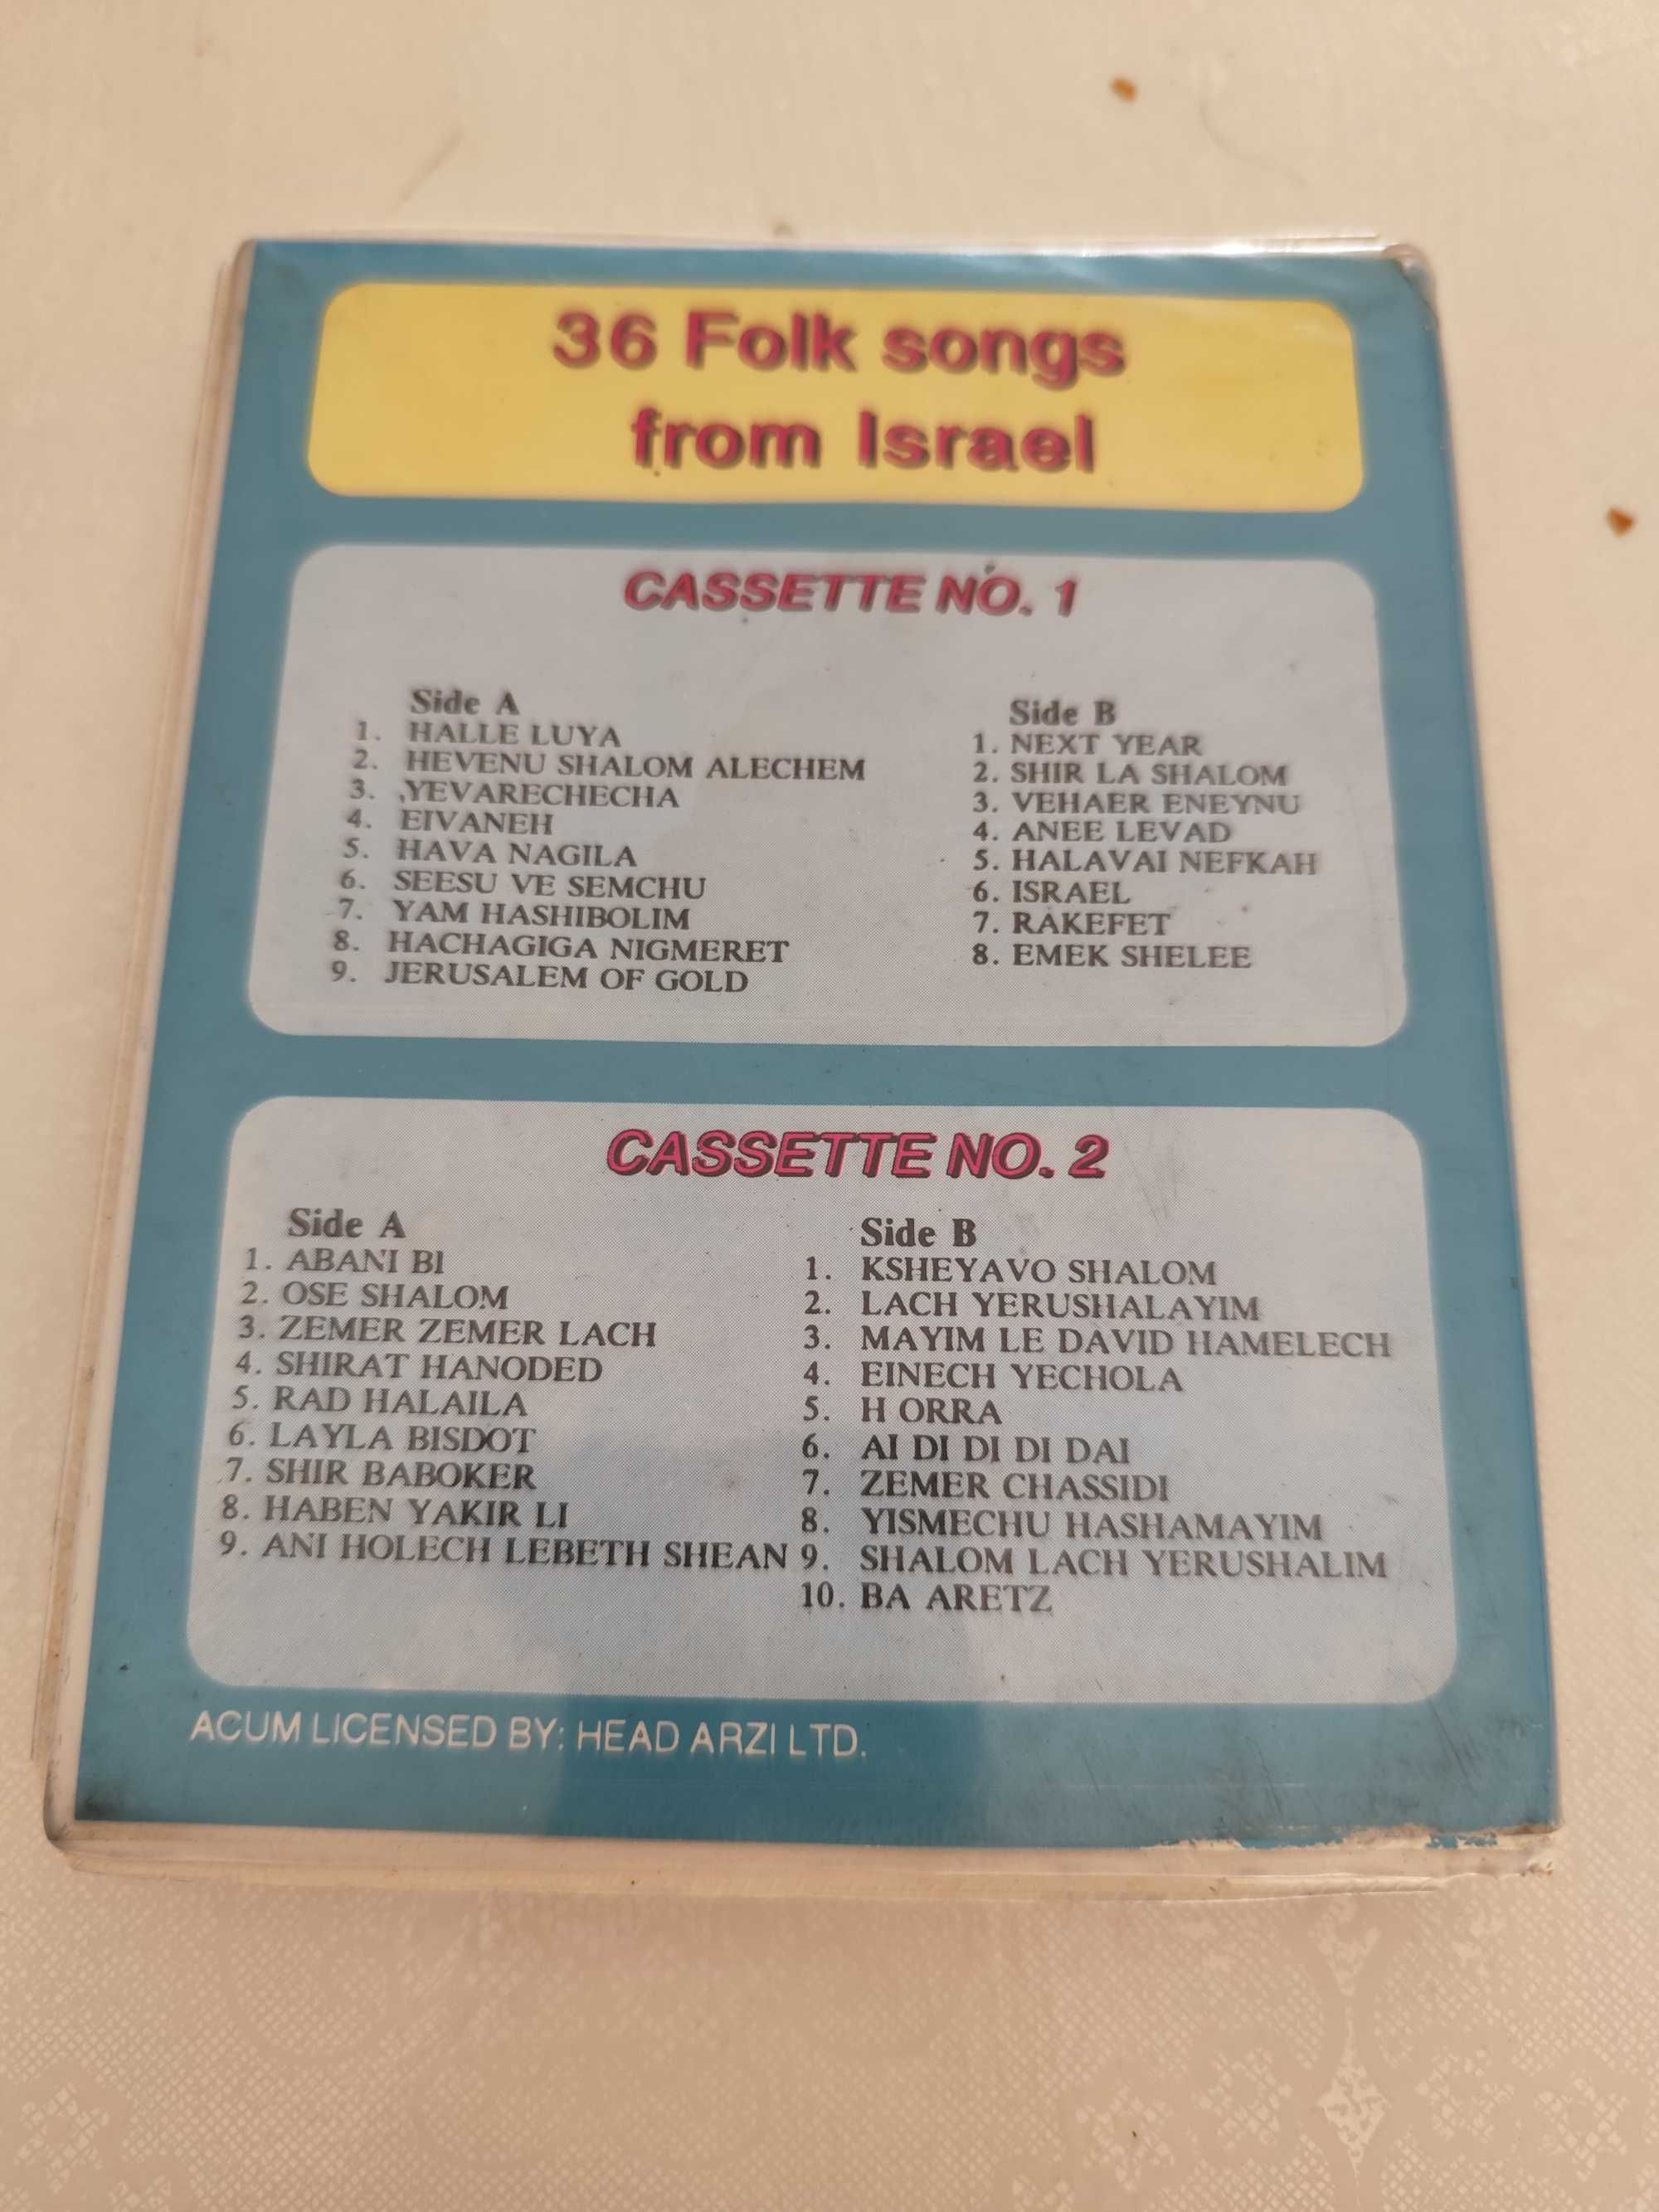 36 Folk songs
from Israel
CASSETTE NO. 1
Side A
1. HALLE LUYA
2. HEVENU SHALOM ALECHEM
3. YEVARECHECHA
4. EIVANEH
5. HAVA NAGILA
6. SEESU VE SEMCHU
7. YAM HASHIBOLIM
8. HACHAGIGA NIGMERET
9. JERUSALEM OF GOLD
Side B
1. NEXT YEAR
2. SHIR LA SHALOM
3. VEHAER ENEYNU
4. ANEE LEVAD
5. HALAVAI NEFKAH
6. ISRAEL
7. RAKEFET
8. EMEK SHELEE
CASSETTE NO. 2
Side A
1. ABANI BI
2. OSE SHALOM
3. ZEMER ZEMER LACH
4. SHIRAT HANODED
5. RAD HALAILA
6. LAYLA BISDOT
7. SHIR BABOKER
8. HABEN YAKIR LI
9. ANI HOLECH LEBETH SHEAN
Side B
1. KSHEYAVO SHALOM
2. LACH YERUSHALAYIM
3. MAYIM LE DAVID HAMELECH
4. EINECH YECHOLA
5. H ORRA
6. AI DI DI DI DAI
7. ZEMER CHASSIDI
8. YISMECHU HASHAMAYIM
9. SHALOM LACH YERUSHALIM
10. BA ARETZ
ACUM LICENSED BY: HEAD ARZI LTD.